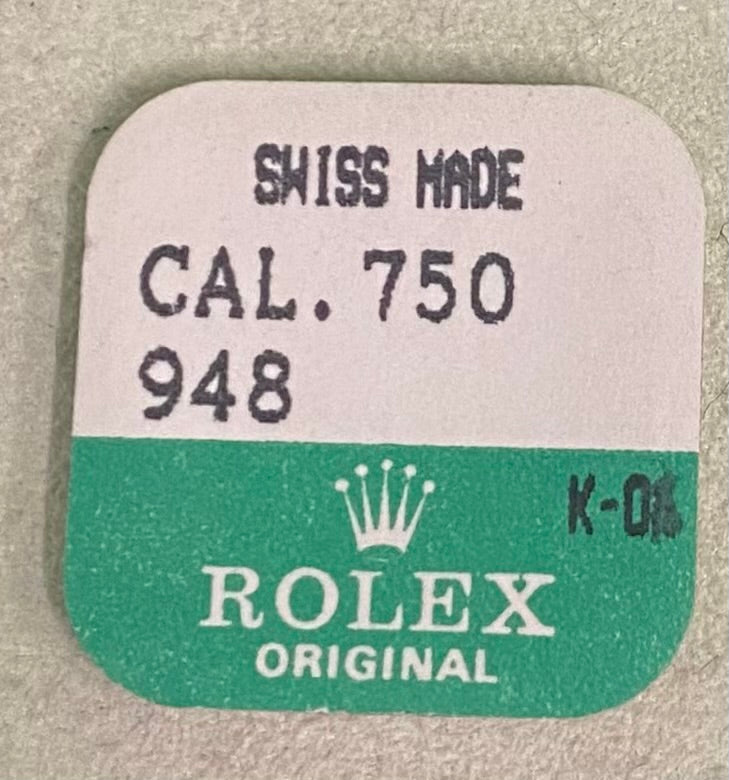 SWISS MADE
CAL. 750
948
ROLEX
ORIGINAL